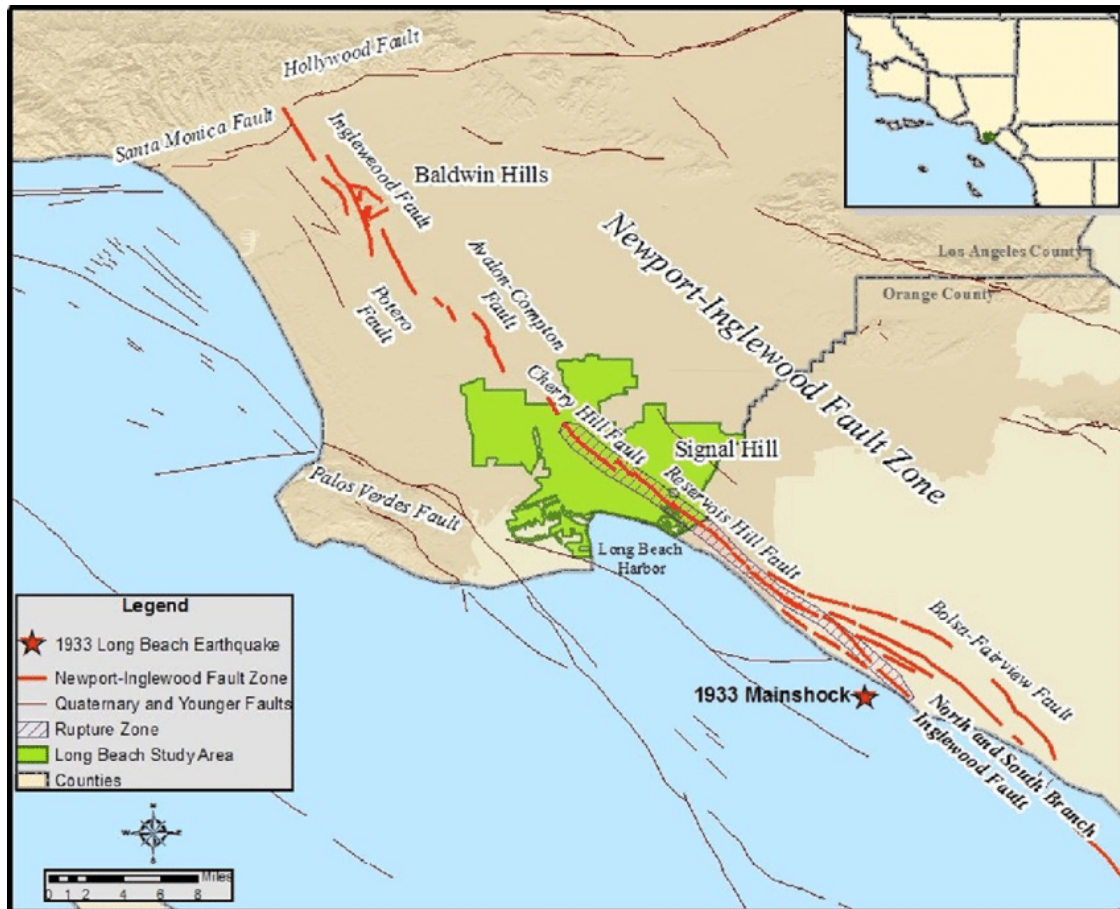 Hollywood Fault
Santa Monica Fault
Inglewood Fault
Baldwin Hills
Newport-Inglewood Fault Zone
Los Angeles County
Orange County
Avalon-Compton
Fault
Potero
Fault
Cherry Hill Fault
Signal Hill
Reservois Hill Fault
Palos Verdes Fault
Long Beach
Harbor
Bolsa-Fairview Fault
1933 Mainshock
North and South Branch
Inglewood Fault
Legend
1933 Long Beach Earthquake
Newport-Inglewood Fault Zone
Quaternary and Younger Faults
Rupture Zone
Long Beach Study Area
Counties
N
W
E
S
Miles
0 1 2 4 6 8